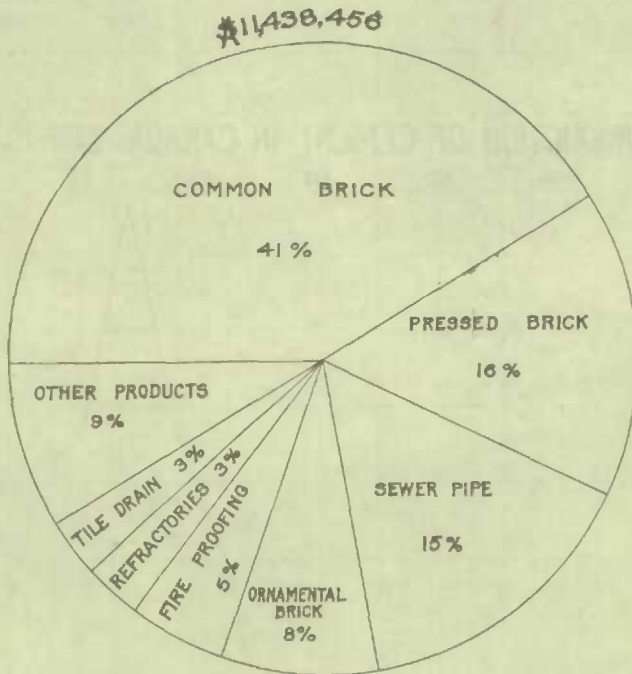 $11,438,456
COMMON BRICK
41%
PRESSED BRICK
16%
SEWER PIPE
15%
ORNAMENTAL
BRICK
8%
FIRE PROOFING
5%
REFRACTORIES 3%
TILE DRAIN 3%
OTHER PRODUCTS
9%